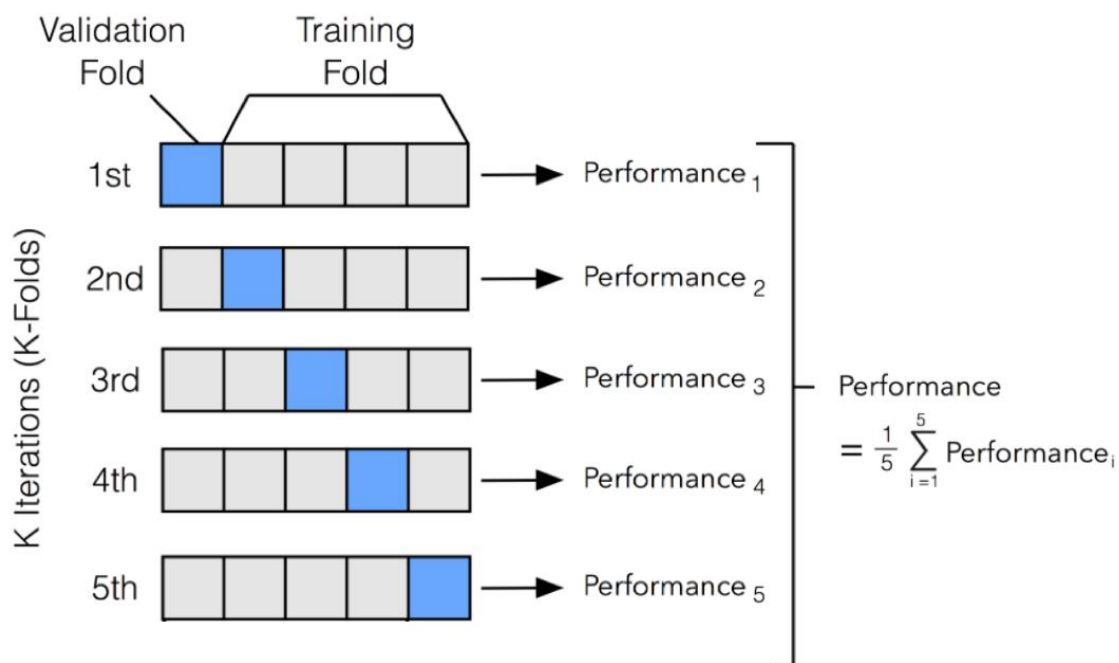 Validation
Fold
Training
Fold
K Iterations (K-Folds)
1st
Performance 1
2nd
Performance 2
3rd
Performance 3
4th
Performance 4
5th
Performance 5
Performance
= 1/5 5 ∑ i=1 Performance i